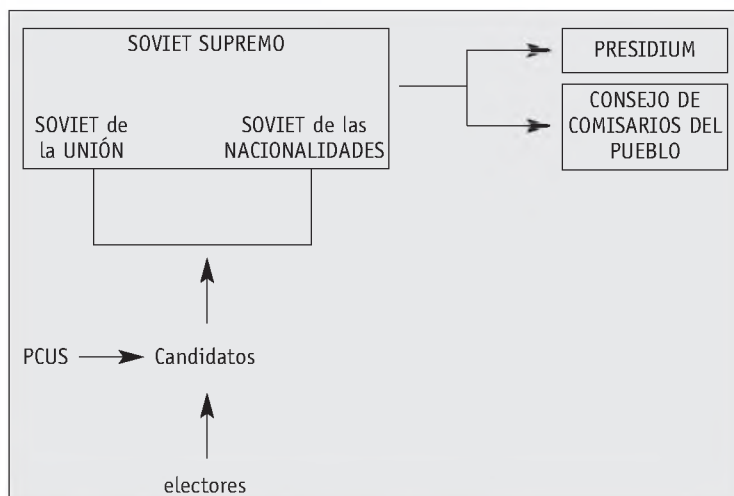 SOVIET SUPREMO
SOVIET de
la UNIÓN
SOVIET de las
NACIONALIDADES
PRESIDIUM
CONSEJO DE
COMISARIOS DEL
PUEBLO
PCUS
Candidatos
electores